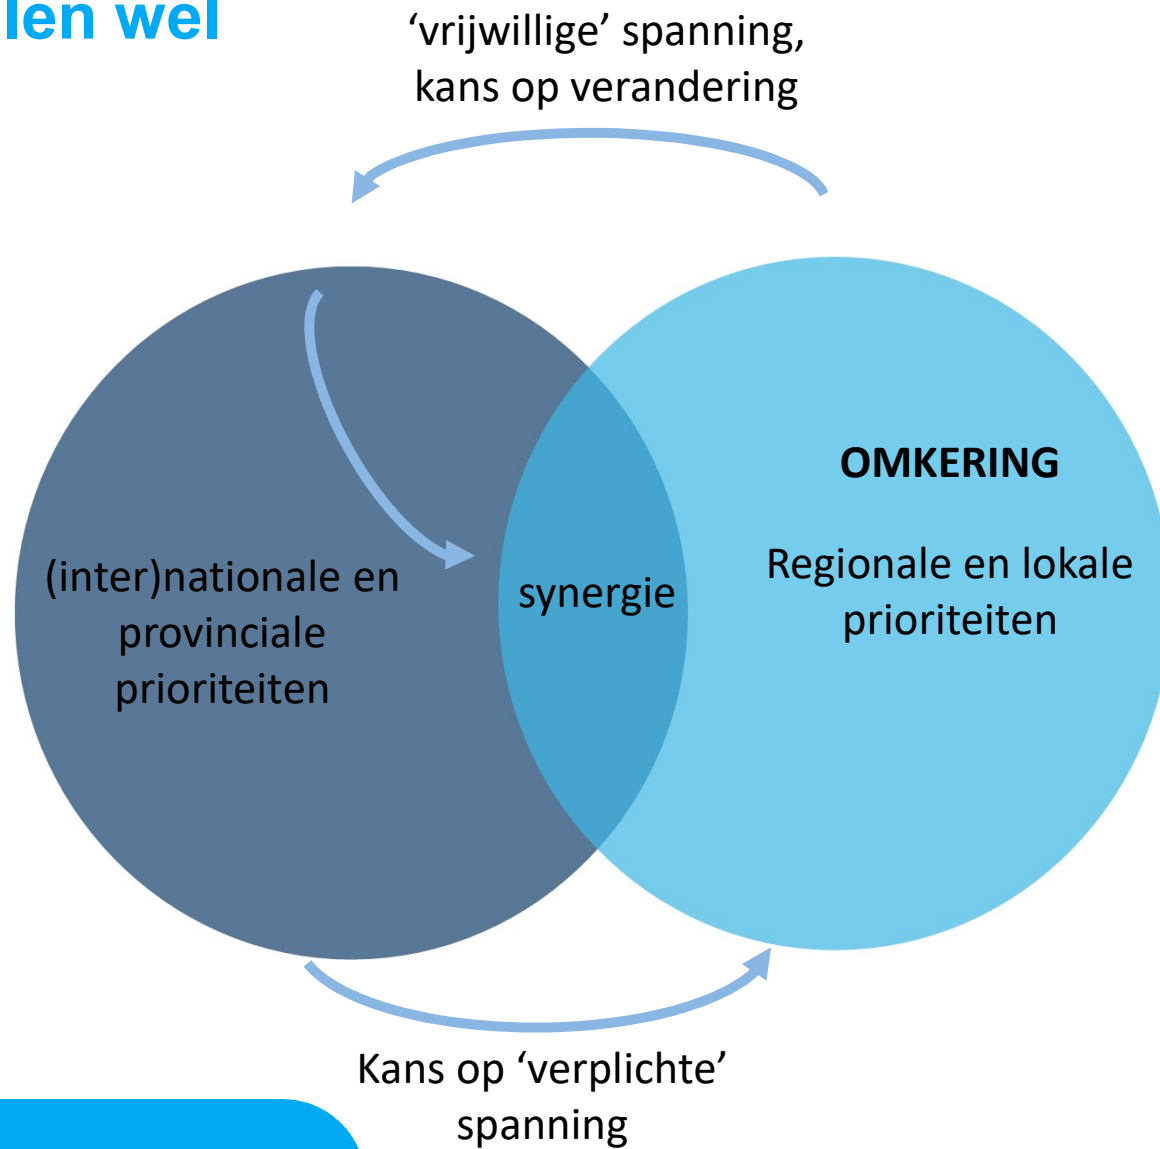 len wel
‘vrijwillige’ spanning,
kans op verandering
OMKERING
(inter)nationale en
provinciale
prioriteiten
synergie
Regionale en lokale
prioriteiten
Kans op ‘verplichte’
spanning